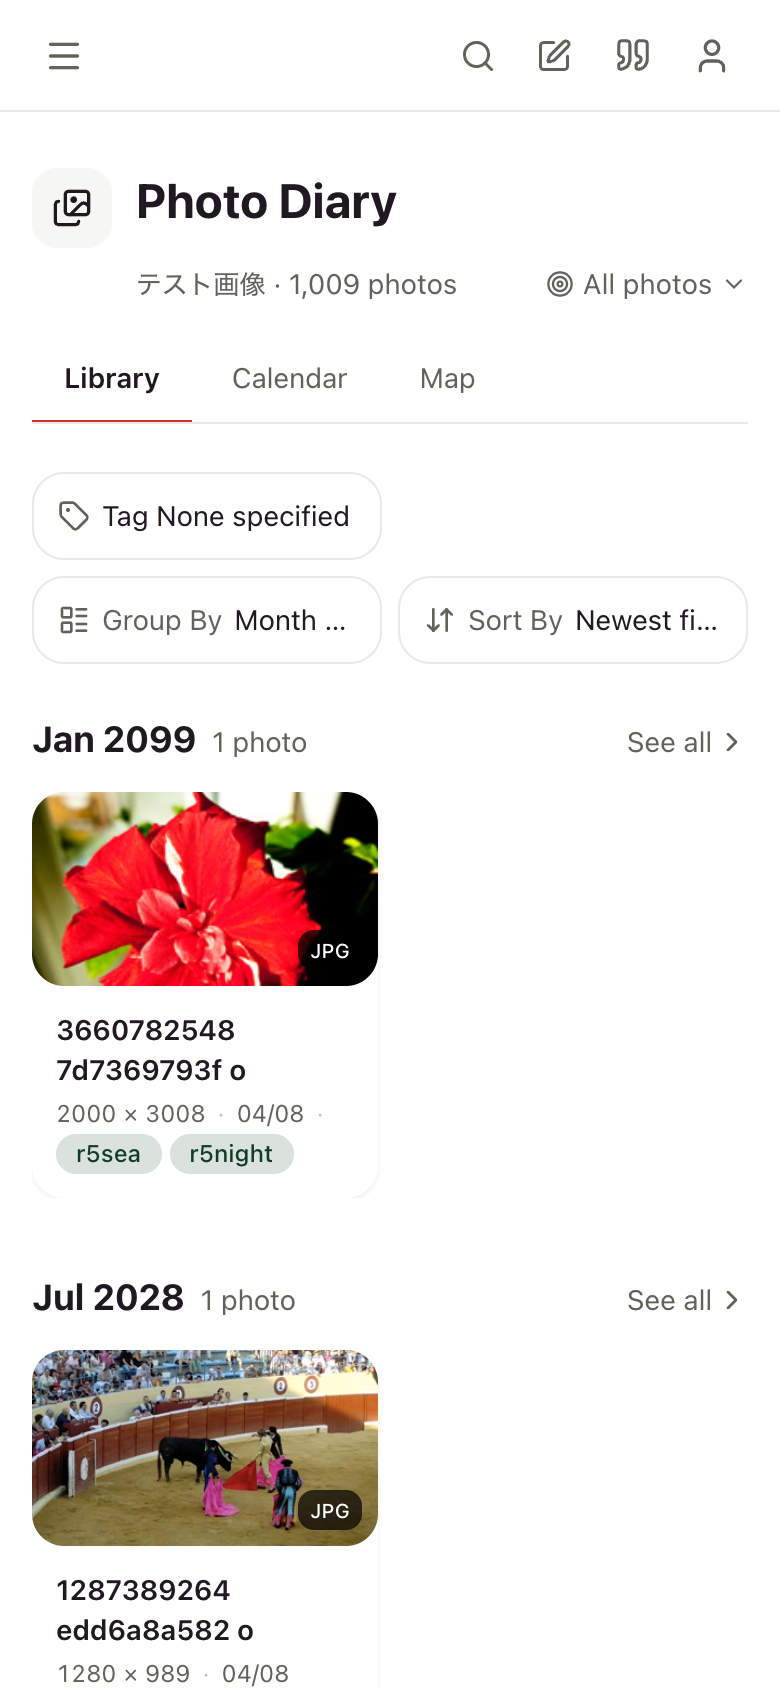 Photo Diary
テスト画像 · 1,009 photos
All photos
Library
Calendar
Map
Tag None specified
Group By Month ...
Sort By Newest fi...
Jan 2099 1 photo
See all
JPG
3660782548
7d7369793f o
2000 × 3008 · 04/08 ·
r5sea r5night
Jul 2028 1 photo
See all
JPG
1287389264
edd6a8a582 o
1280 × 989 · 04/08